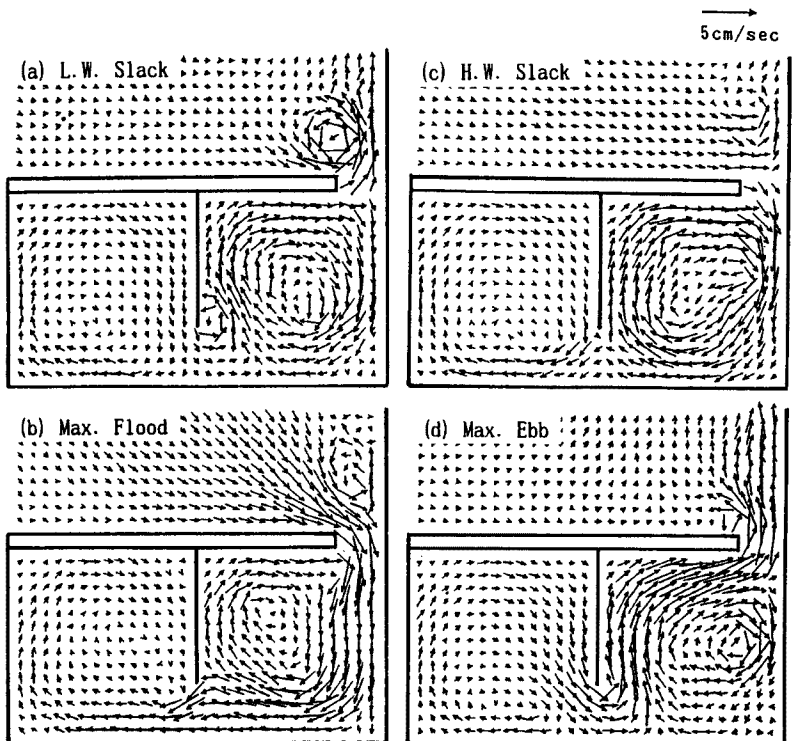 5cm/sec
(a) L.W. Slack
(c) H.W. Slack
(b) Max. Flood
(d) Max. Ebb